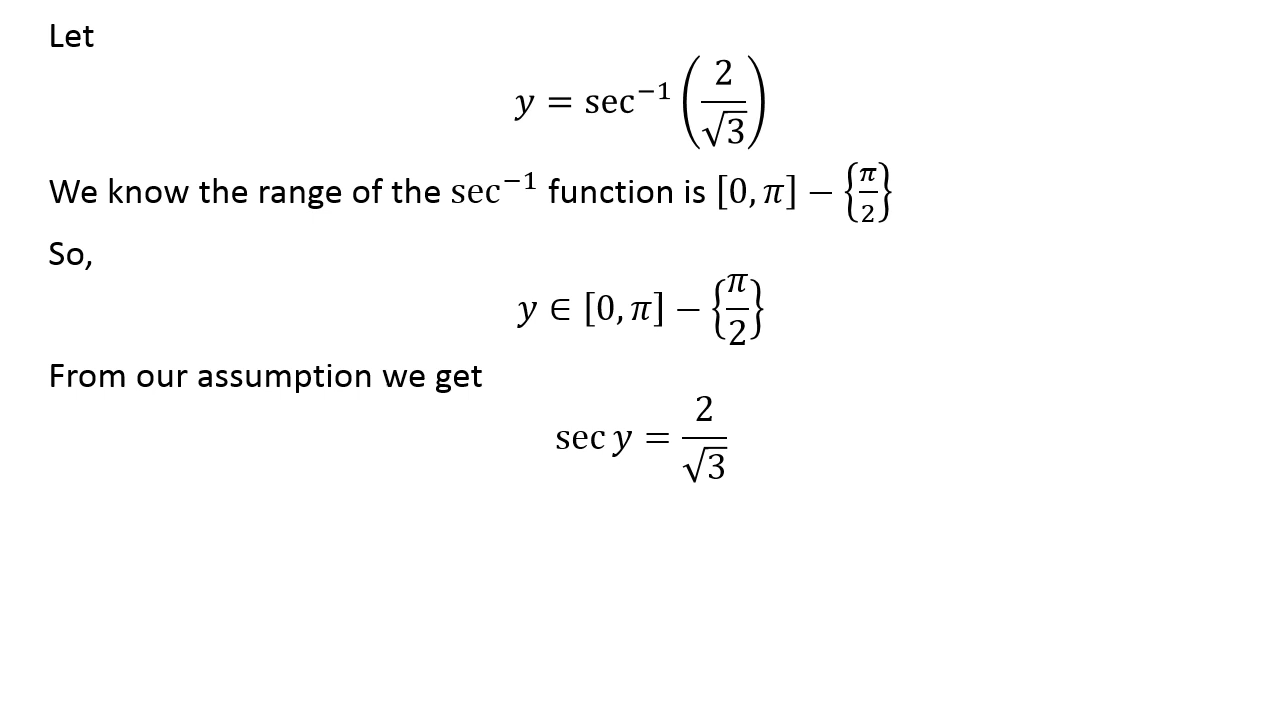 Let
y = sec⁻¹ (2/√3)
We know the range of the sec⁻¹ function is [0, π] − {π/2}
So,
y ∈ [0, π] − {π/2}
From our assumption we get
sec y = 2/√3